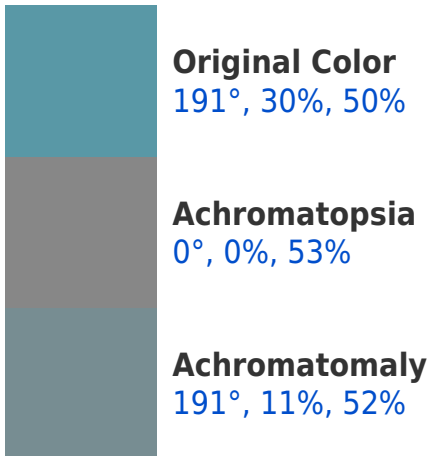 Original Color
191°, 30%, 50%
Achromatopsia
0°, 0%, 53%
Achromatomaly
191°, 11%, 52%